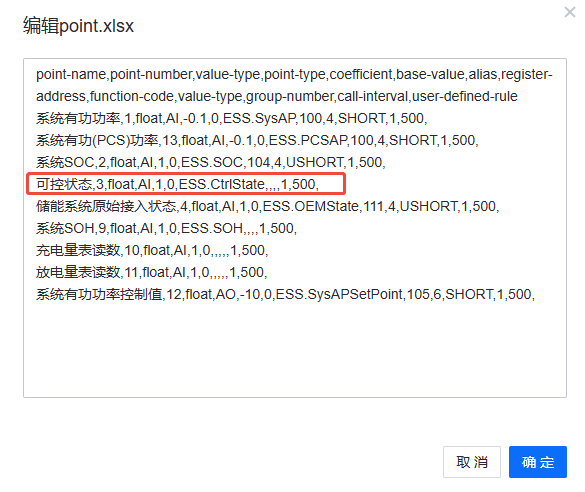 编辑point.xlsx
point-name,point-number,value-type,point-type,coefficient,base-value,alias,register-
address,function-code,value-type,group-number,call-interval,user-defined-rule
系统有功功率,1,float,AI,-0.1,0,ESS.SysAP,100,4,SHORT,1,500,
系统有功(PCS)功率,13,float,AI,-0.1,0,ESS.PCSAP,100,4,SHORT,1,500,
系统SOC,2,float,AI,1,0,ESS.SOC,104,4,USHORT,1,500,
可控状态,3,float,AI,1,0,ESS.CtrlState,,,,1,500,
储能系统原始接入状态,4,float,AI,1,0,ESS.OEMState,111,4,USHORT,1,500,
系统SOH,9,float,AI,1,0,ESS.SOH,,,,1,500,
充电量表读数,10,float,AI,1,0,,,,,1,500,
放电量表读数,11,float,AI,1,0,,,,,1,500,
系统有功功率控制值,12,float,AO,-10,0,ESS.SysAPSetPoint,105,6,SHORT,1,500,
取 消
确 定